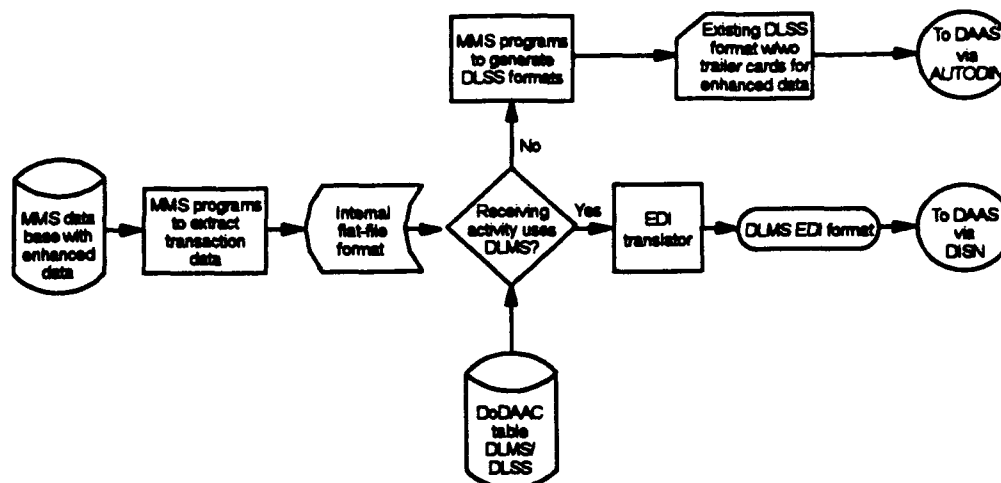 MMS programs
to generate
DLSS formats
Existing DLSS
format w/wo
trailer cards for
enhanced data
To DAAS
via
AUTODIN
No
MMS data
base with
enhanced
data
MMS programs
to extract
transaction
data
Internal
flat-file
format
Receiving
activity uses
DLMS?
Yes
EDI
translator
DLMS EDI format
To DAAS
via
DISN
DoDAAC
table
DLMS/
DLSS